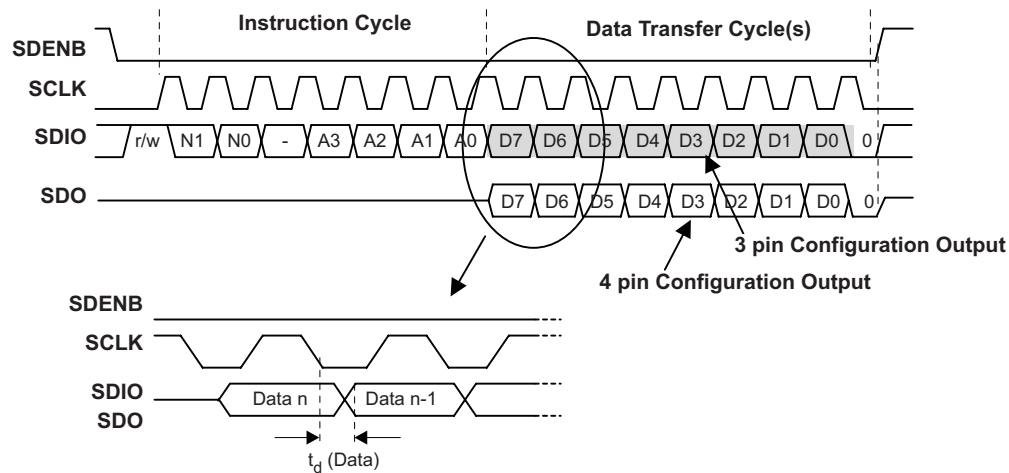 Instruction Cycle Data Transfer Cycle(s)
SDENB
SCLK
SDIO r/w N1 N0 - A3 A2 A1 A0 D7 D6 D5 D4 D3 D2 D1 D0 0
SDO D7 D6 D5 D4 D3 D2 D1 D0 0
3 pin Configuration Output
4 pin Configuration Output
SDENB
SCLK
SDIO Data n Data n-1
SDO
td (Data)